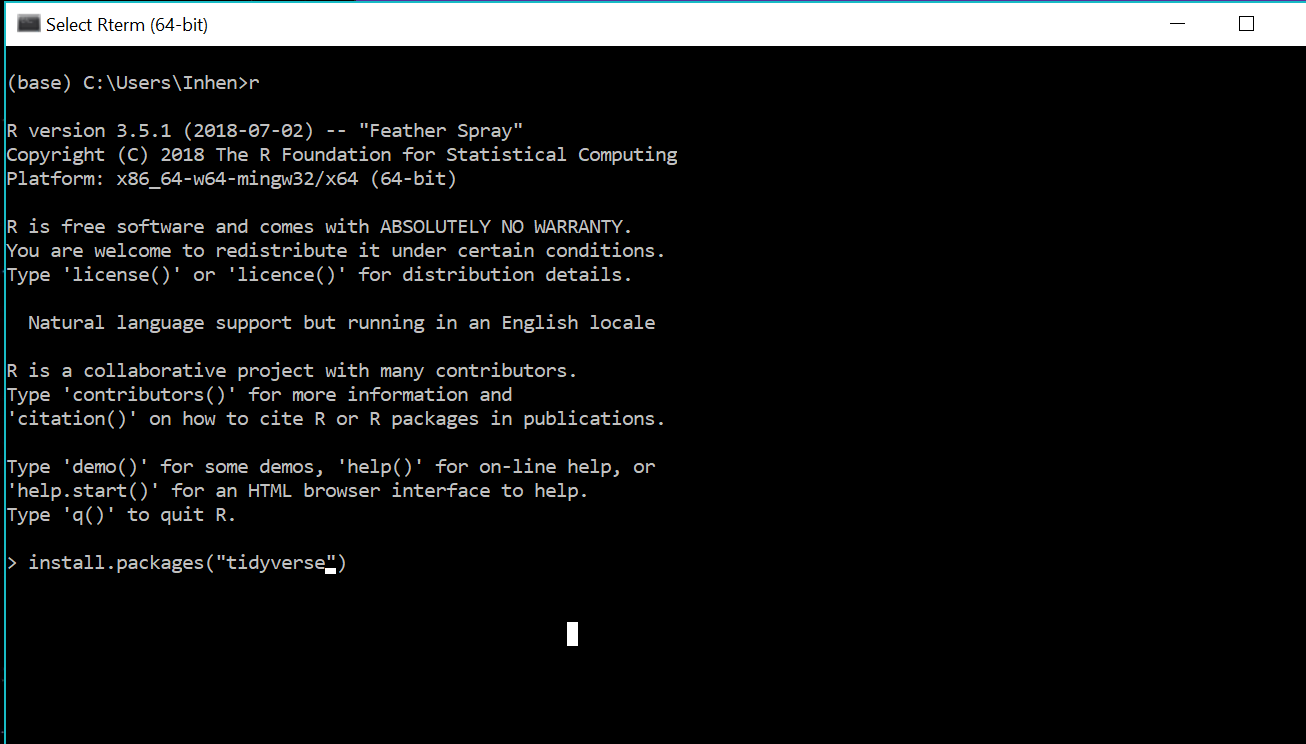 Select Rterm (64-bit)
(base) C:\Users\Inhen>r
R version 3.5.1 (2018-07-02) -- "Feather Spray"
Copyright (C) 2018 The R Foundation for Statistical Computing
Platform: x86_64-w64-mingw32/x64 (64-bit)
R is free software and comes with ABSOLUTELY NO WARRANTY.
You are welcome to redistribute it under certain conditions.
Type 'license()' or 'licence()' for distribution details.
Natural language support but running in an English locale
R is a collaborative project with many contributors.
Type 'contributors()' for more information and
'citation()' on how to cite R or R packages in publications.
Type 'demo()' for some demos, 'help()' for on-line help, or
'help.start()' for an HTML browser interface to help.
Type 'q()' to quit R.
> install.packages("tidyverse")